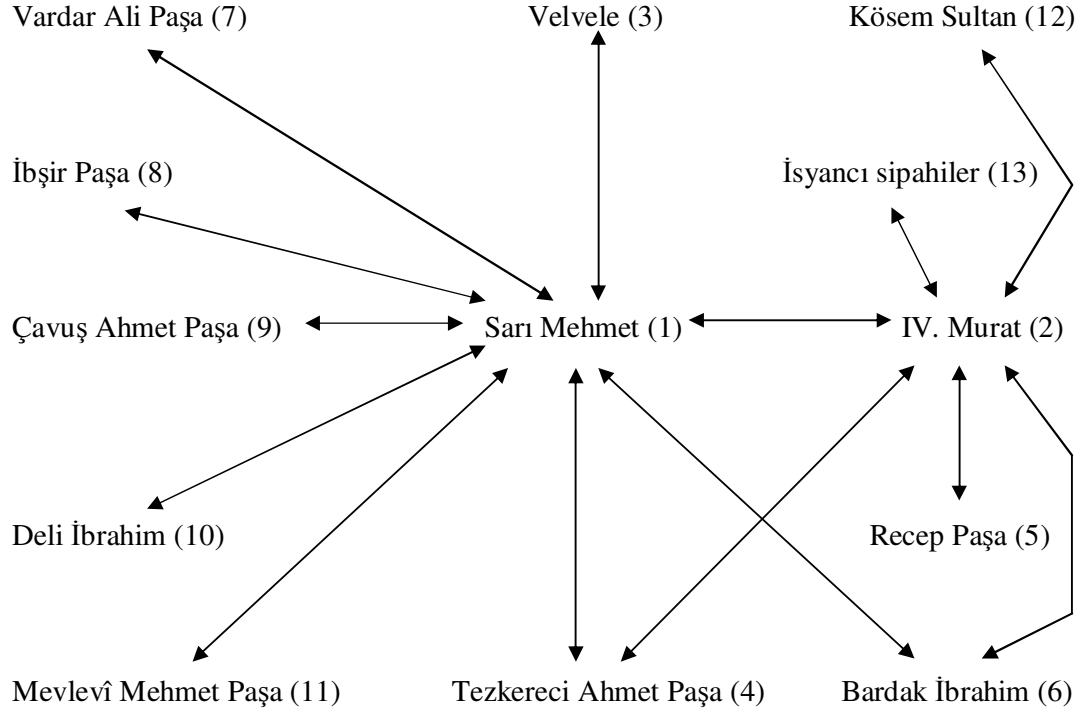 Vardar Ali Paşa (7) Velvele (3) Kösem Sultan (12)
İbşir Paşa (8) İsyancı sipahiler (13)
Çavuş Ahmet Paşa (9) Sarı Mehmet (1) IV. Murat (2)
Deli İbrahim (10) Recep Paşa (5)
Mevlevî Mehmet Paşa (11) Tezkereci Ahmet Paşa (4) Bardak İbrahim (6)